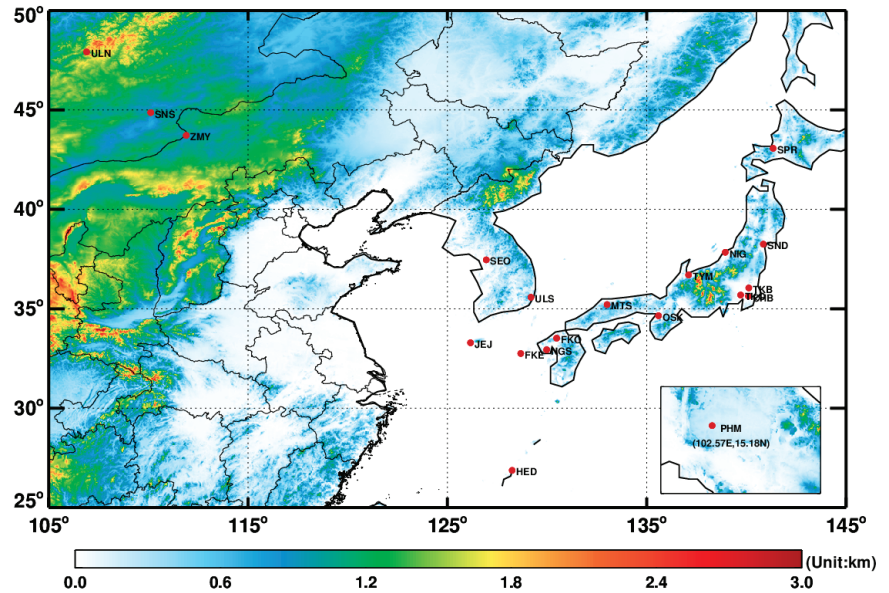 50°
ULN
45°
SNS
ZMY
SPR
40°
SND
NIG
SEO
TYM
TKB
ULS
MTS
35°
OSK
FKO
JEJ
NGS
FKE
30°
PHM
(102.57E,15.18N)
HED
25°
105°
115°
125°
135°
145°
(Unit:km)
0.0
0.6
1.2
1.8
2.4
3.0